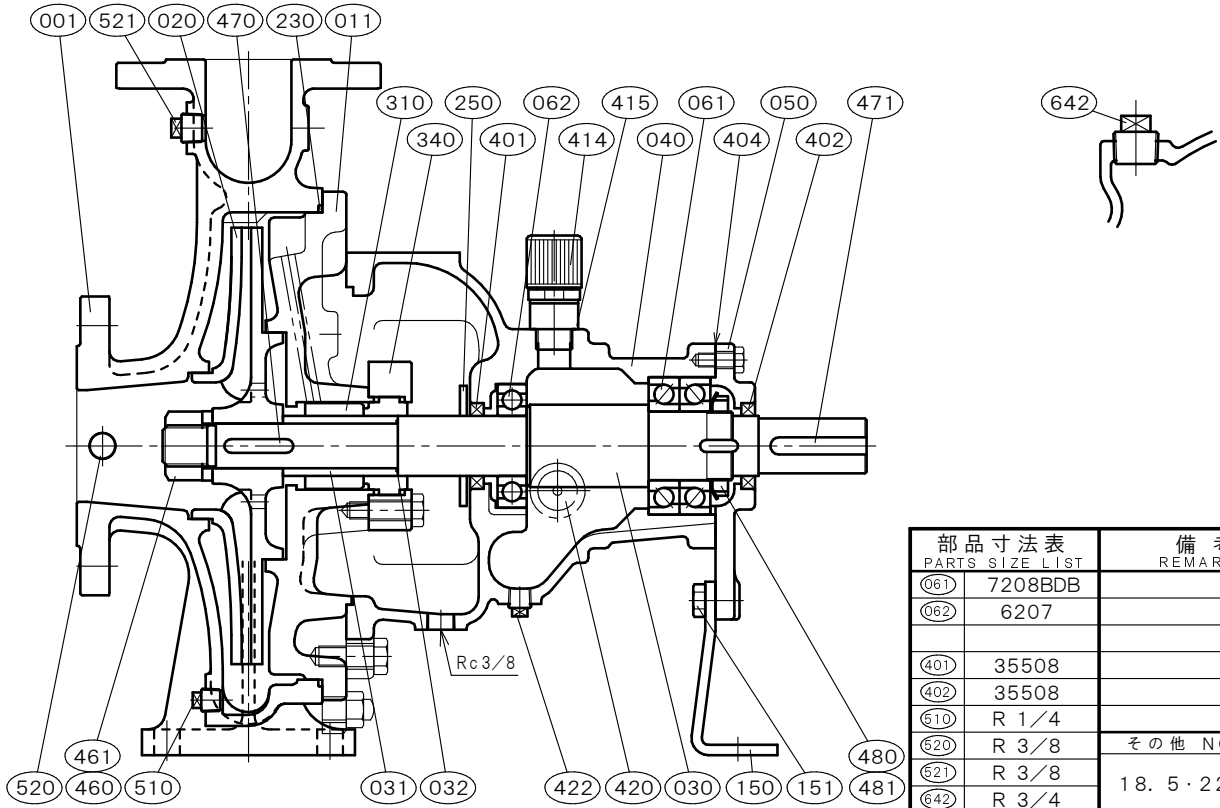 001 521 020 470 230 011
310 250 062 415 061 050 471 642
340 401 414 040 404 402
Rc3/8
461 480
520 460 510 031 032 422 420 030 150 151 481
部品寸法表
PARTS SIZE LIST
備
REMAR
061 7208BDB
062 6207
401 35508
402 35508
510 R 1/4
520 R 3/8
521 R 3/8
642 R 3/4
その他
18. 5·22